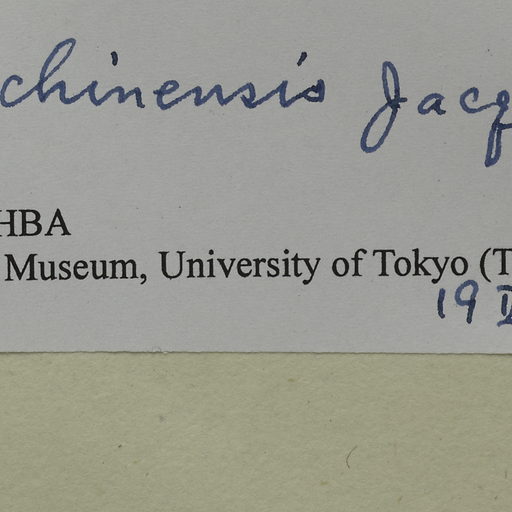 chinensis Jacq
HBA
Museum, University of Tokyo (T
19